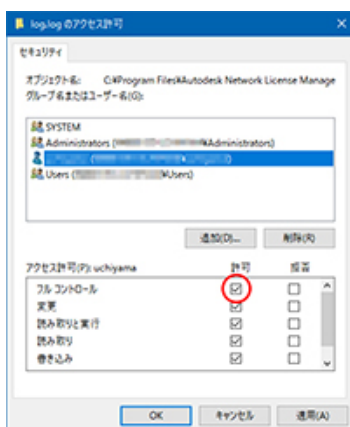 log.log のアクセス許可
セキュリティ
オブジェクト名: C:¥Program Files¥Autodesk Network License Manage
グループ名またはユーザー名(G):
SYSTEM
Administrators ( ¥Administrators)
Users ( ¥Users)
追加(D)... 削除(R)
アクセス許可(P): uchiyama 許可 拒否
フル コントロール
変更
読み取りと実行
読み取り
書き込み
OK キャンセル 適用(A)